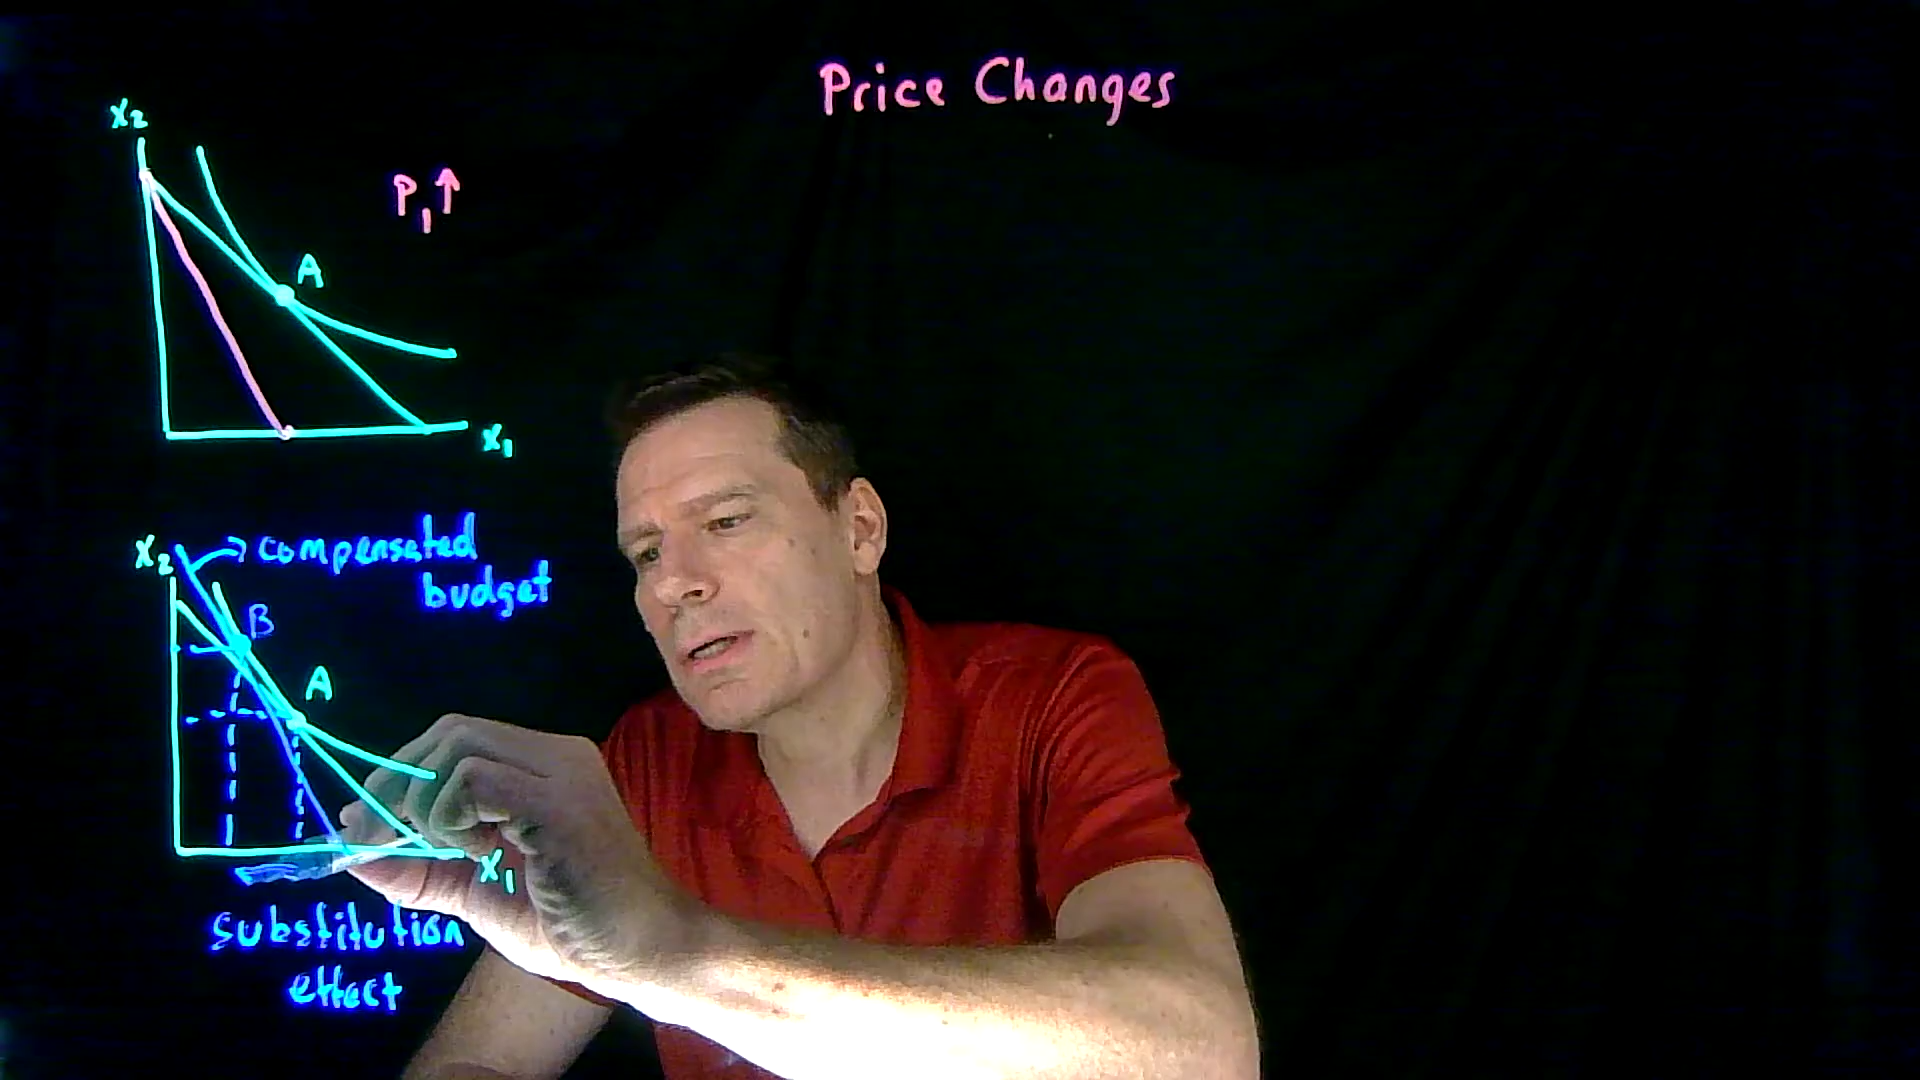 Price Changes
X₂
P₁↑
A
X₁
X₂
compensated
budget
B
A
X₁
substitution
effect